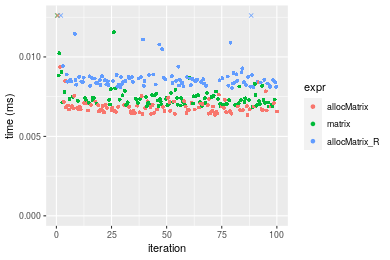 0.010
0.005
0.000
time (ms)
0
25
50
75
100
iteration
expr
allocMatrix
matrix
allocMatrix_R